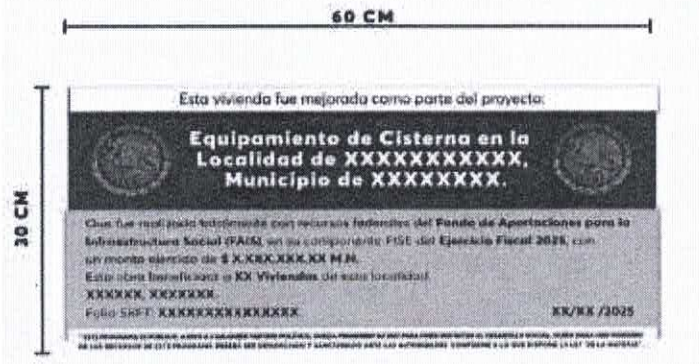 60 CM
30 CM
Esta vivienda fue mejorada como parte del proyecto:
Equipamiento de Cisterna en la
Localidad de XXXXXXXXXXX,
Municipio de XXXXXXXX.
Que fue realizado totalmente con recursos federales del Fondo de Aportaciones para la
Infraestructura Social (FAIS), en su componente FISE del Ejercicio Fiscal 2025, con
un monto ejercido de $ X.XXX,XXX.XX M.N.
Esta obra beneficiará a XX Viviendas de esta localidad.
XXXXXX, XXXXXXX.
Folio SRFT: XXXXXXXXXXXXXXX
XX/XX /2025